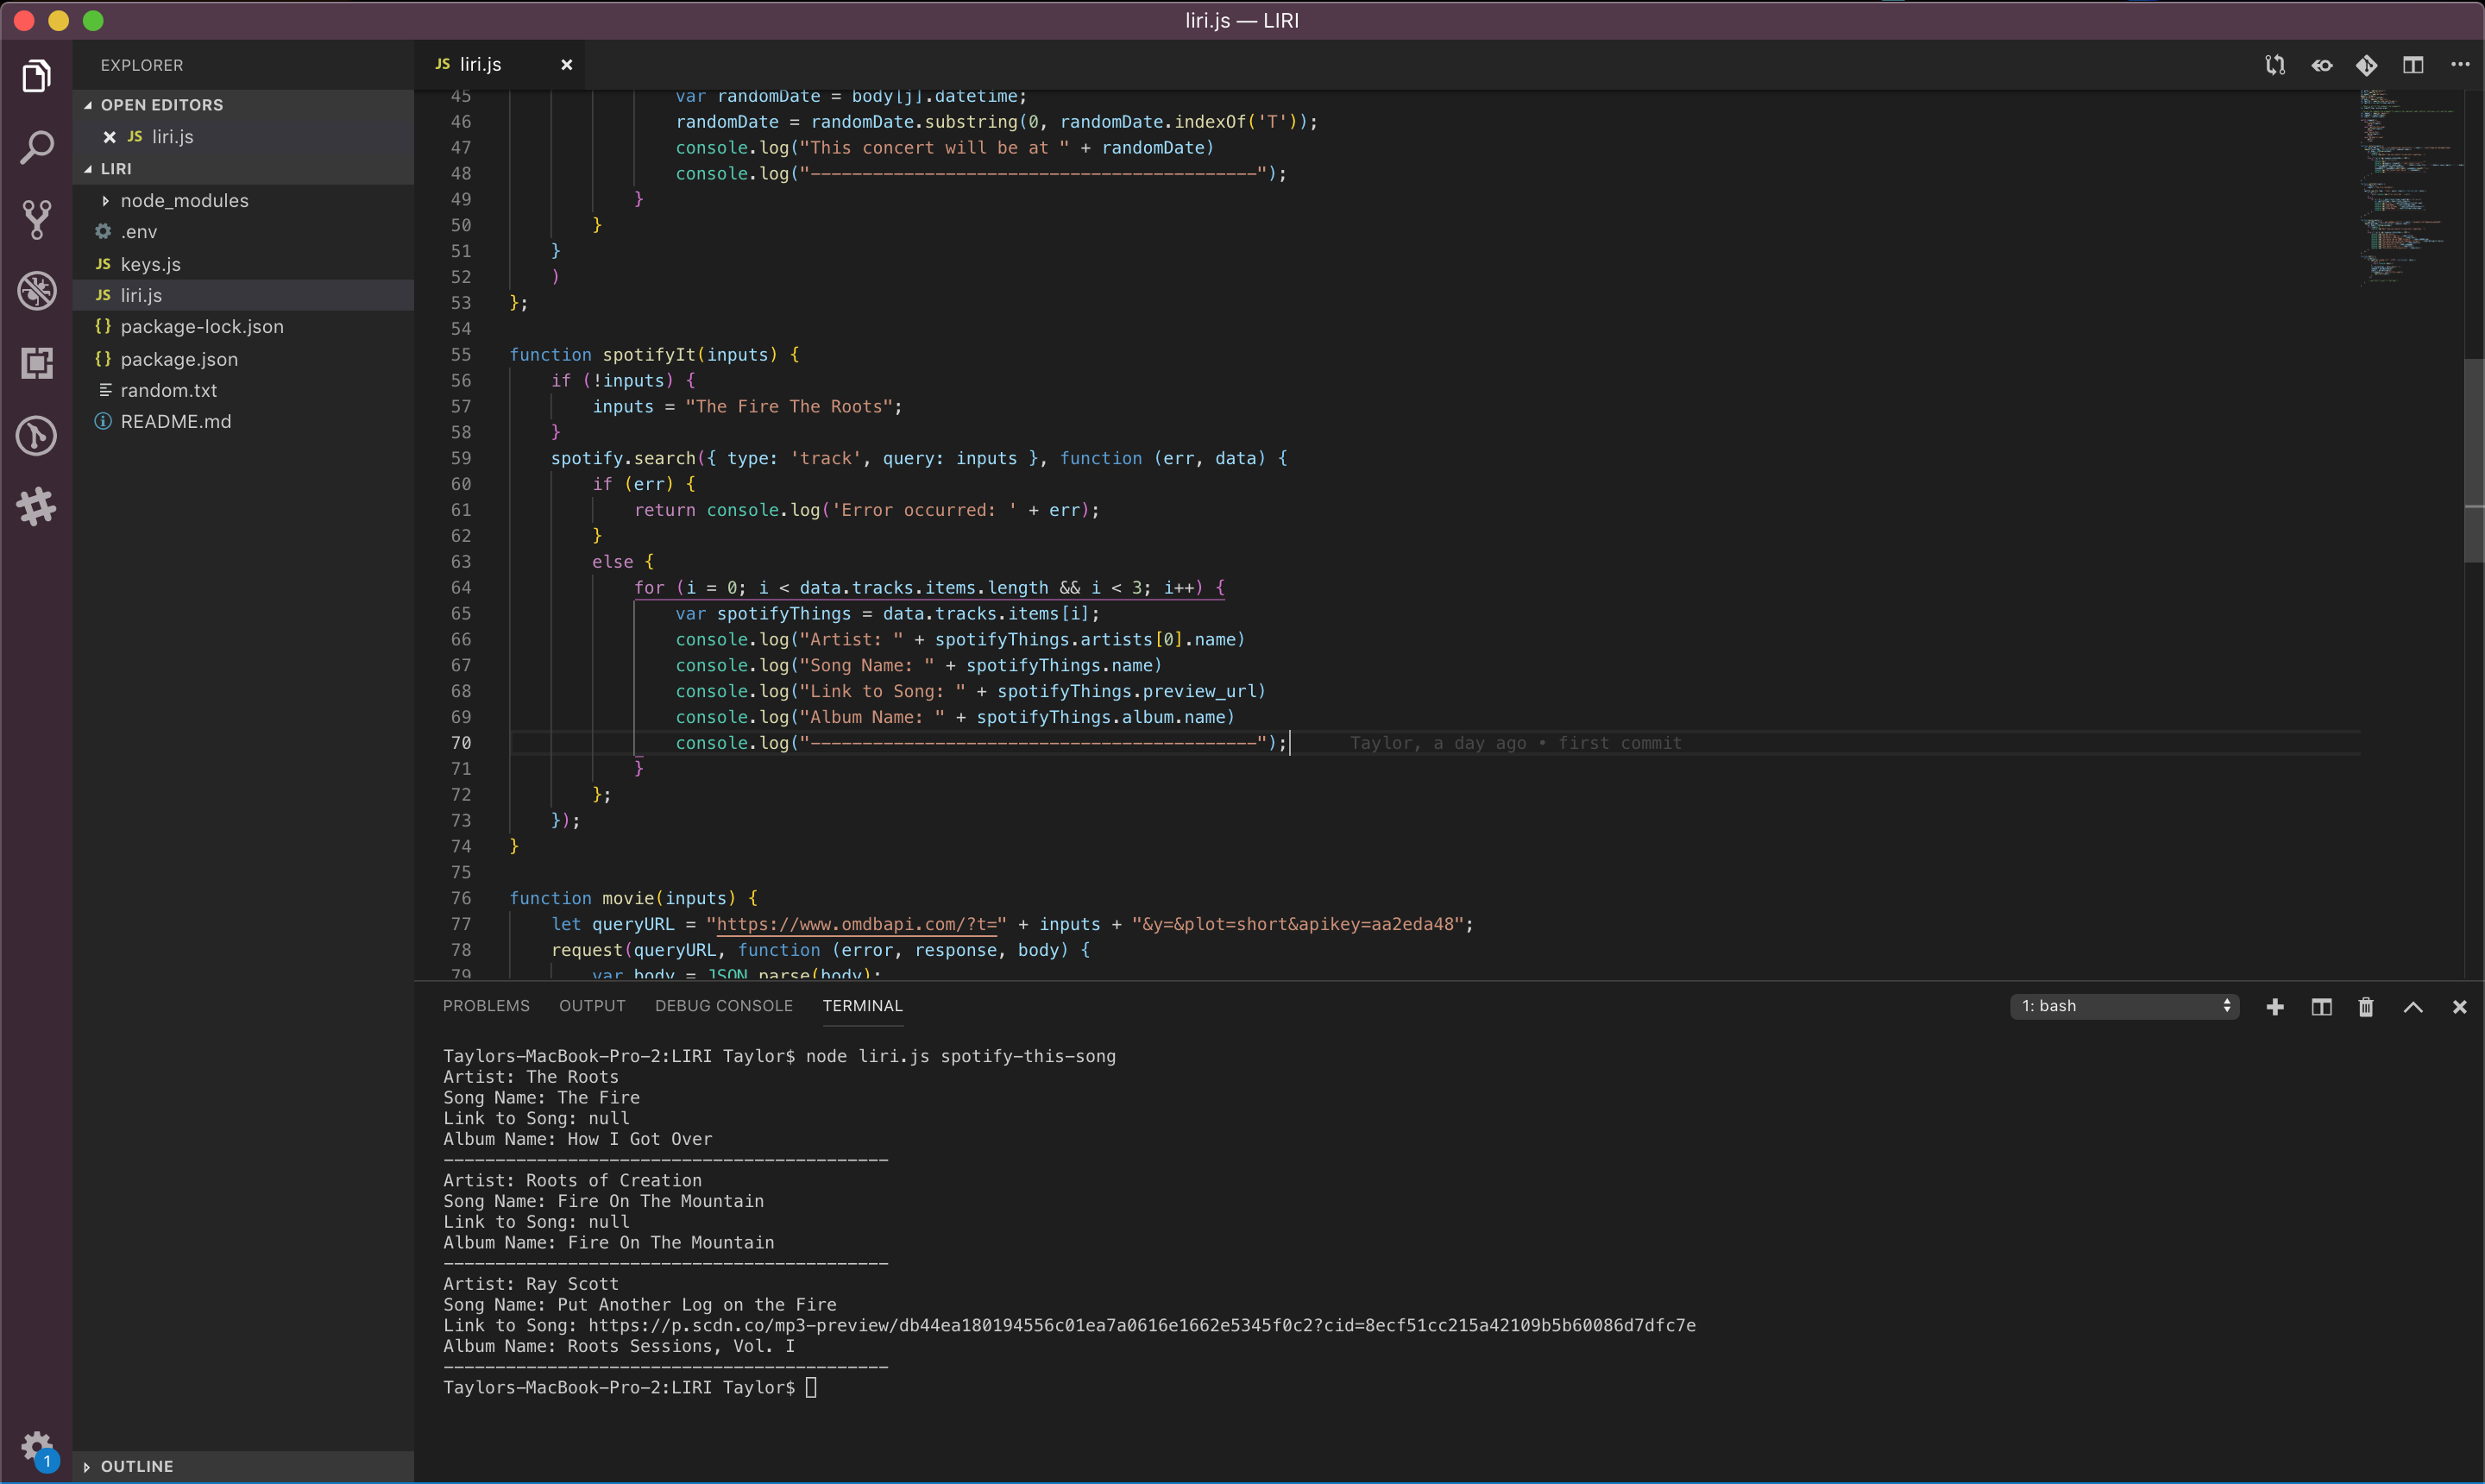 liri.js — LIRI
EXPLORER
OPEN EDITORS
JS liri.js
LIRI
node_modules
.env
JS keys.js
JS liri.js
{} package-lock.json
{} package.json
random.txt
README.md
OUTLINE
1
JS liri.js
45 var randomDate = body[j].datetime;
46 randomDate = randomDate.substring(0, randomDate.indexOf('T'));
47 console.log("This concert will be at " + randomDate)
48 console.log("-------------------------------------------");
49 }
50 }
51 }
52 )
53 };
54
55 function spotifyIt(inputs) {
56 if (!inputs) {
57 inputs = "The Fire The Roots";
58 }
59 spotify.search({ type: 'track', query: inputs }, function (err, data) {
60 if (err) {
61 return console.log('Error occurred: ' + err);
62 }
63 else {
64 for (i = 0; i < data.tracks.items.length && i < 3; i++) {
65 var spotifyThings = data.tracks.items[i];
66 console.log("Artist: " + spotifyThings.artists[0].name)
67 console.log("Song Name: " + spotifyThings.name)
68 console.log("Link to Song: " + spotifyThings.preview_url)
69 console.log("Album Name: " + spotifyThings.album.name)
70 console.log("-------------------------------------------"); Taylor, a day ago • first commit
71 }
72 };
73 });
74 }
75
76 function movie(inputs) {
77 let queryURL = "https://www.omdbapi.com/?t=" + inputs + "&y=&plot=short&apikey=aa2eda48";
78 request(queryURL, function (error, response, body) {
79 var body = JSON.parse(body);
PROBLEMS OUTPUT DEBUG CONSOLE TERMINAL 1: bash
Taylors-MacBook-Pro-2:LIRI Taylor$ node liri.js spotify-this-song
Artist: The Roots
Song Name: The Fire
Link to Song: null
Album Name: How I Got Over
-------------------------------------------
Artist: Roots of Creation
Song Name: Fire On The Mountain
Link to Song: null
Album Name: Fire On The Mountain
-------------------------------------------
Artist: Ray Scott
Song Name: Put Another Log on the Fire
Link to Song: https://p.scdn.co/mp3-preview/db44ea180194556c01ea7a0616e1662e5345f0c2?cid=8ecf51cc215a42109b5b60086d7dfc7e
Album Name: Roots Sessions, Vol. I
-------------------------------------------
Taylors-MacBook-Pro-2:LIRI Taylor$